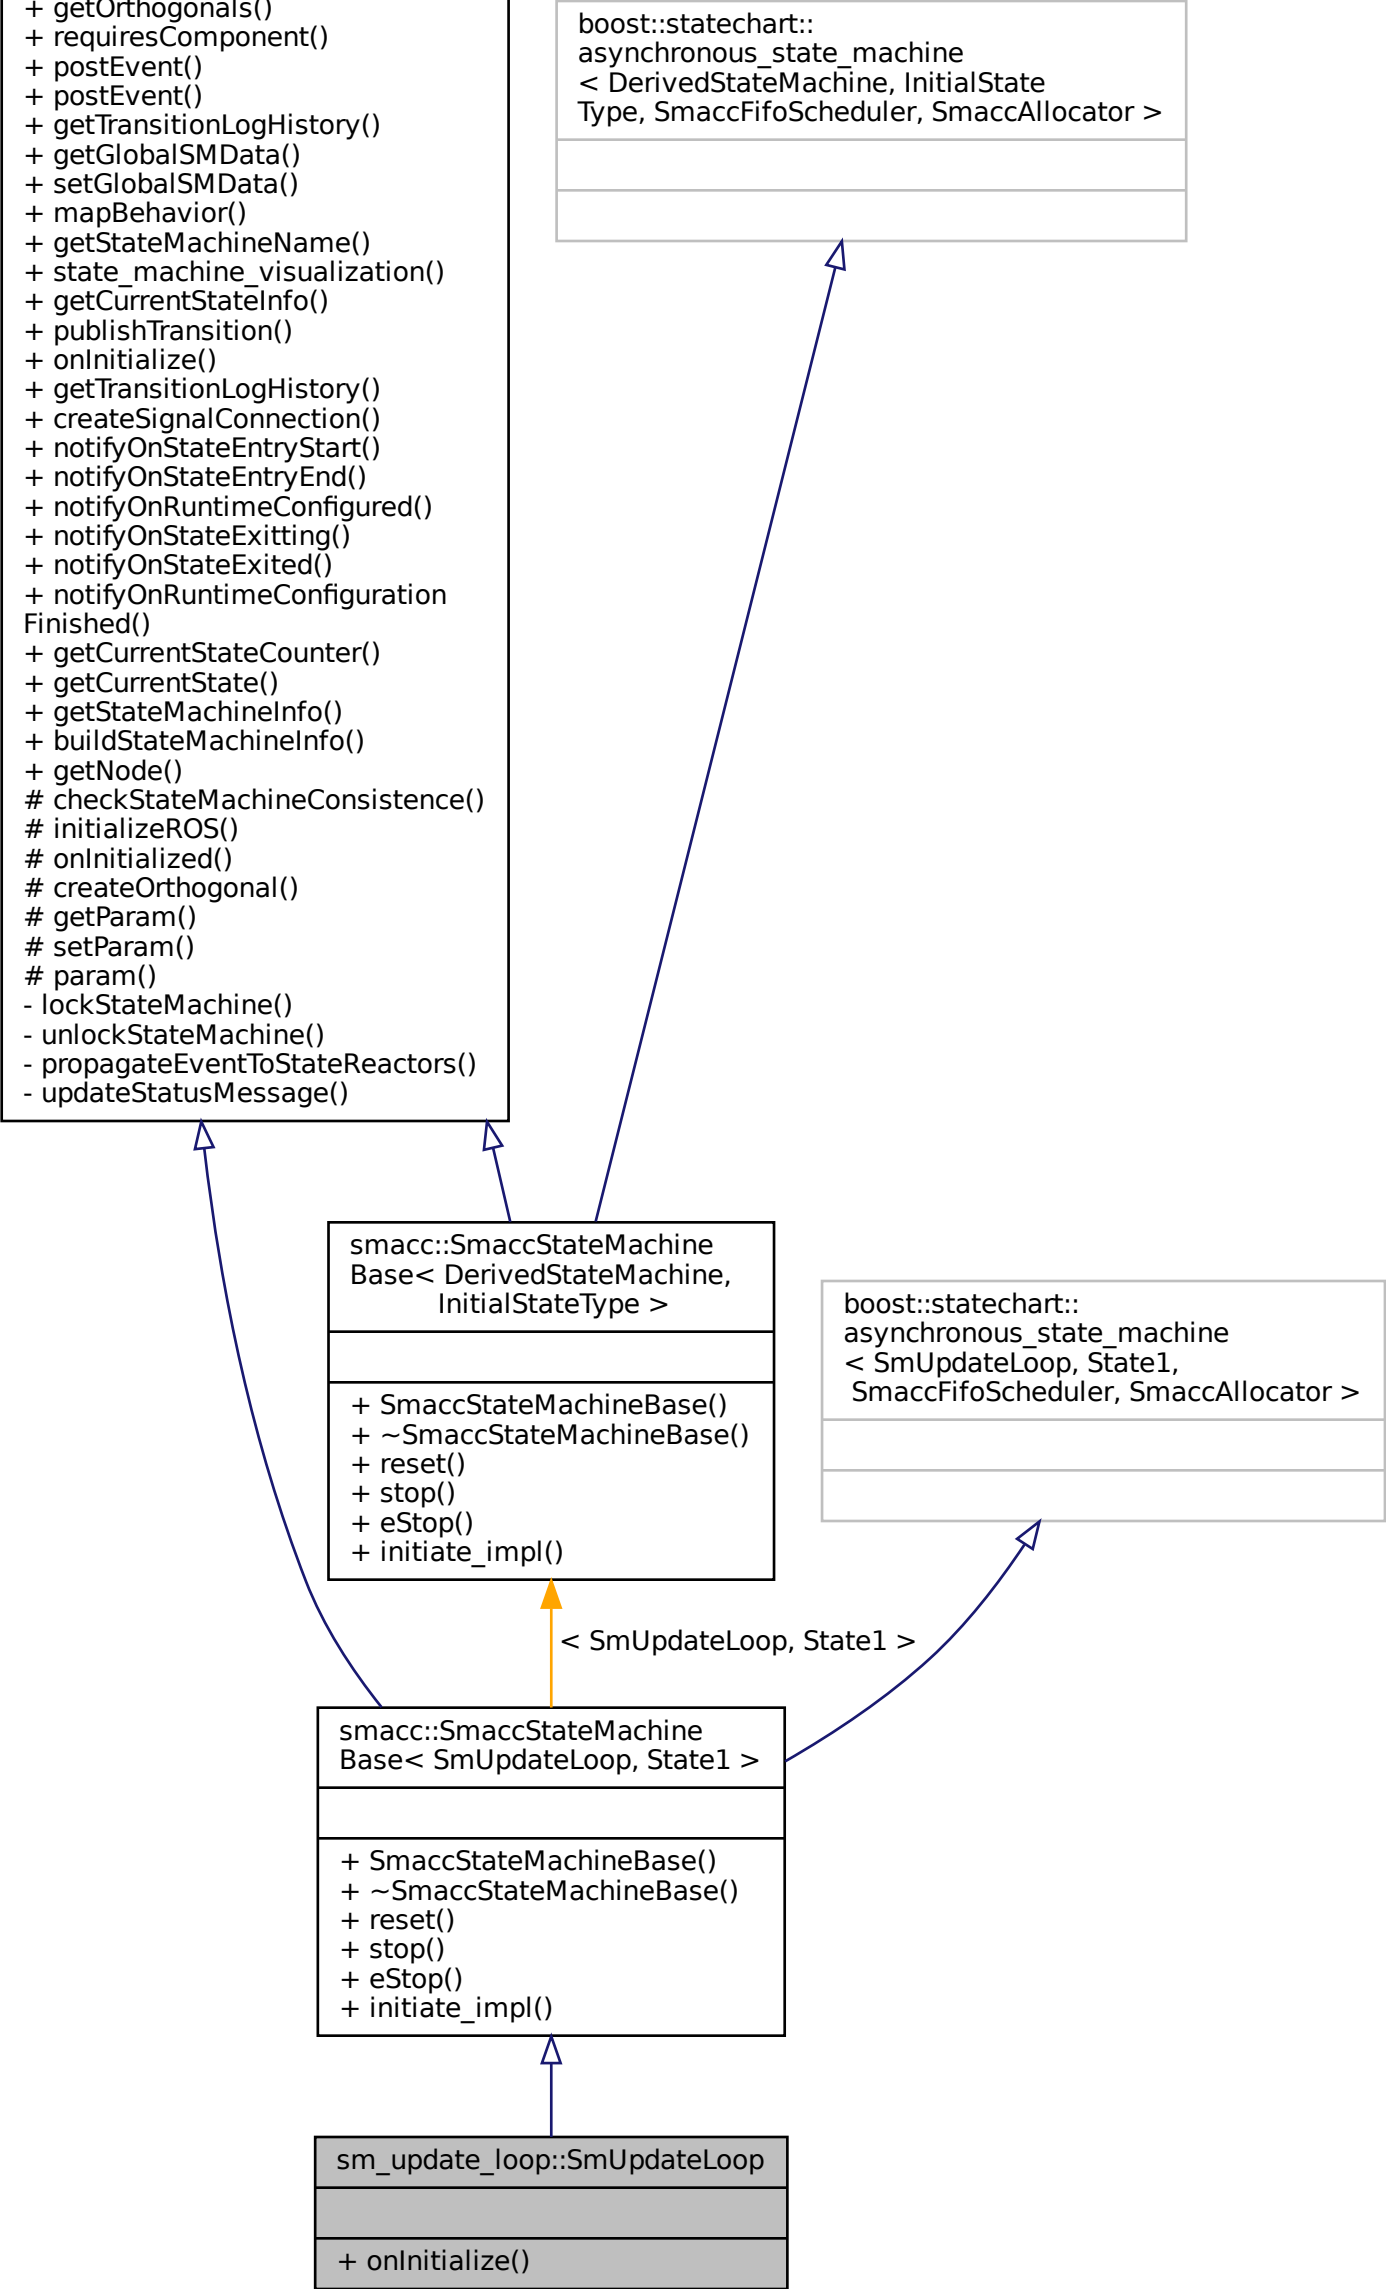 + getOrthogonals()
+ requiresComponent()
+ postEvent()
+ postEvent()
+ getTransitionLogHistory()
+ getGlobalSMData()
+ setGlobalSMData()
+ mapBehavior()
+ getStateMachineName()
+ state_machine_visualization()
+ getCurrentStateInfo()
+ publishTransition()
+ onInitialize()
+ getTransitionLogHistory()
+ createSignalConnection()
+ notifyOnStateEntryStart()
+ notifyOnStateEntryEnd()
+ notifyOnRuntimeConfigured()
+ notifyOnStateExitting()
+ notifyOnStateExited()
+ notifyOnRuntimeConfiguration
Finished()
+ getCurrentStateCounter()
+ getCurrentState()
+ getStateMachineInfo()
+ buildStateMachineInfo()
+ getNode()
# checkStateMachineConsistence()
# initializeROS()
# onInitialized()
# createOrthogonal()
# getParam()
# setParam()
# param()
- lockStateMachine()
- unlockStateMachine()
- propagateEventToStateReactors()
- updateStatusMessage()
boost::statechart::
asynchronous_state_machine
< DerivedStateMachine, InitialState
Type, SmaccFifoScheduler, SmaccAllocator >
smacc::SmaccStateMachine
Base< DerivedStateMachine,
InitialStateType >
+ SmaccStateMachineBase()
+ ~SmaccStateMachineBase()
+ reset()
+ stop()
+ eStop()
+ initiate_impl()
boost::statechart::
asynchronous_state_machine
< SmUpdateLoop, State1,
SmaccFifoScheduler, SmaccAllocator >
< SmUpdateLoop, State1 >
smacc::SmaccStateMachine
Base< SmUpdateLoop, State1 >
+ SmaccStateMachineBase()
+ ~SmaccStateMachineBase()
+ reset()
+ stop()
+ eStop()
+ initiate_impl()
sm_update_loop::SmUpdateLoop
+ onInitialize()